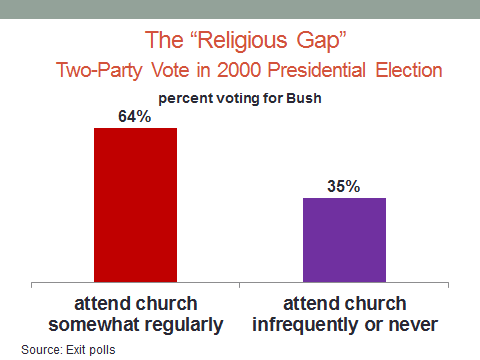 The “Religious Gap”
Two-Party Vote in 2000 Presidential Election
percent voting for Bush
64%
35%
attend church
somewhat regularly
attend church
infrequently or never
Source: Exit polls